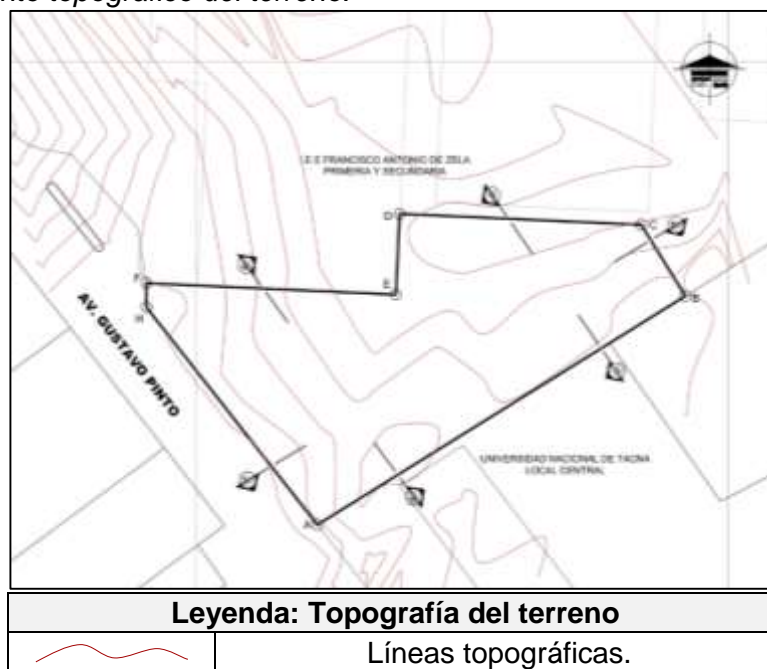 nto topográfico del terreno.
I.E FRANCISCO ANTONIO DE ZELA
PRIMERIA Y SECUNDARIA
D
C
F
E
B
H
AV. GUSTAVO PINTO
UNIVERSIDAD NACIONAL DE TACNA
LOCAL CENTRAL
A
Leyenda: Topografía del terreno
Líneas topográficas.